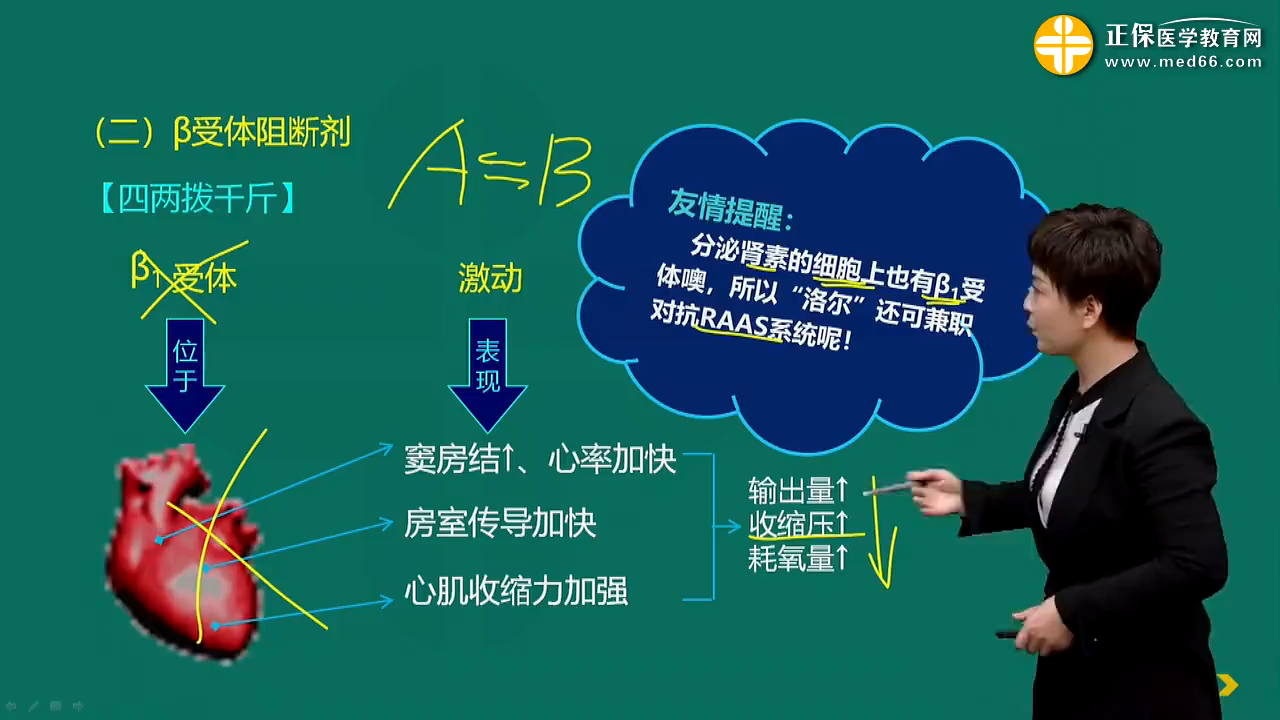 正保医学教育网
www.med66.com
（二）β受体阻断剂
A⇆B
【四两拨千斤】
β₁受体
激动
位于
表现
友情提醒：
分泌肾素的细胞上也有β₁受
体噢，所以“洛尔”还可兼职
对抗RAAS系统呢！
窦房结↑、心率加快
房室传导加快
心肌收缩力加强
输出量↑
收缩压↑
耗氧量↑